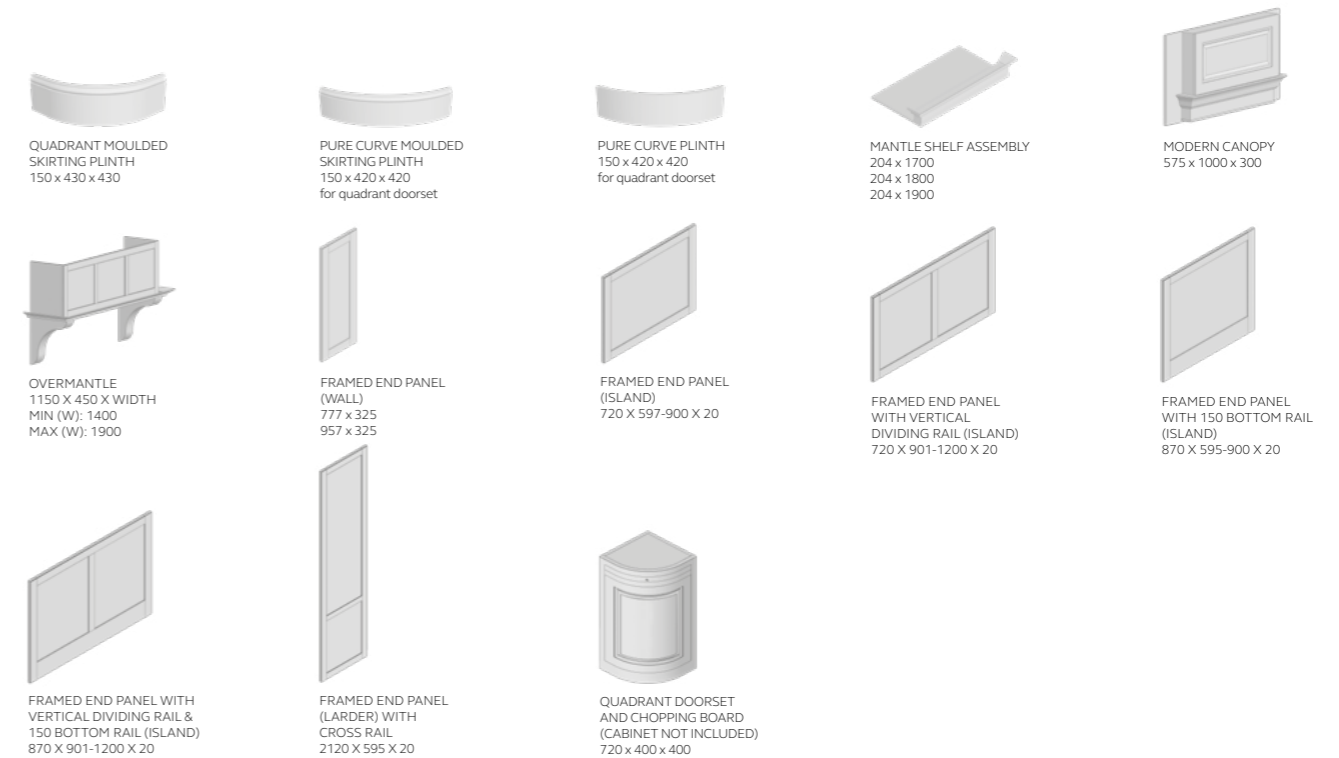 QUADRANT MOULDED
SKIRTING PLINTH
150 x 430 x 430
PURE CURVE MOULDED
SKIRTING PLINTH
150 x 420 x 420
for quadrant doorset
PURE CURVE PLINTH
150 x 420 x 420
for quadrant doorset
MANTLE SHELF ASSEMBLY
204 x 1700
204 x 1800
204 x 1900
MODERN CANOPY
575 x 1000 x 300
OVERMANTLE
1150 X 450 X WIDTH
MIN (W): 1400
MAX (W): 1900
FRAMED END PANEL
(WALL)
777 x 325
957 x 325
FRAMED END PANEL
(ISLAND)
720 X 597-900 X 20
FRAMED END PANEL
WITH VERTICAL
DIVIDING RAIL (ISLAND)
720 X 901-1200 X 20
FRAMED END PANEL
WITH 150 BOTTOM RAIL
(ISLAND)
870 X 595-900 X 20
FRAMED END PANEL WITH
VERTICAL DIVIDING RAIL &
150 BOTTOM RAIL (ISLAND)
870 X 901-1200 X 20
FRAMED END PANEL
(LARDER) WITH
CROSS RAIL
2120 X 595 X 20
QUADRANT DOORSET
AND CHOPPING BOARD
(CABINET NOT INCLUDED)
720 x 400 x 400